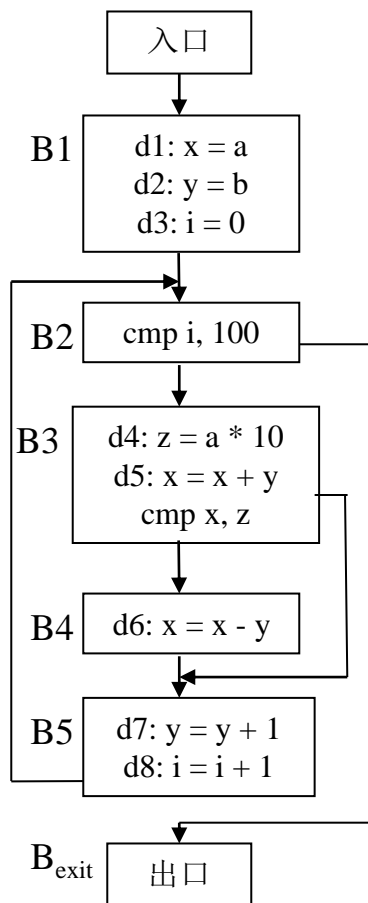 入口
B1
d1: x = a
d2: y = b
d3: i = 0
B2
cmp i, 100
B3
d4: z = a * 10
d5: x = x + y
cmp x, z
B4
d6: x = x - y
B5
d7: y = y + 1
d8: i = i + 1
Bexit
出口